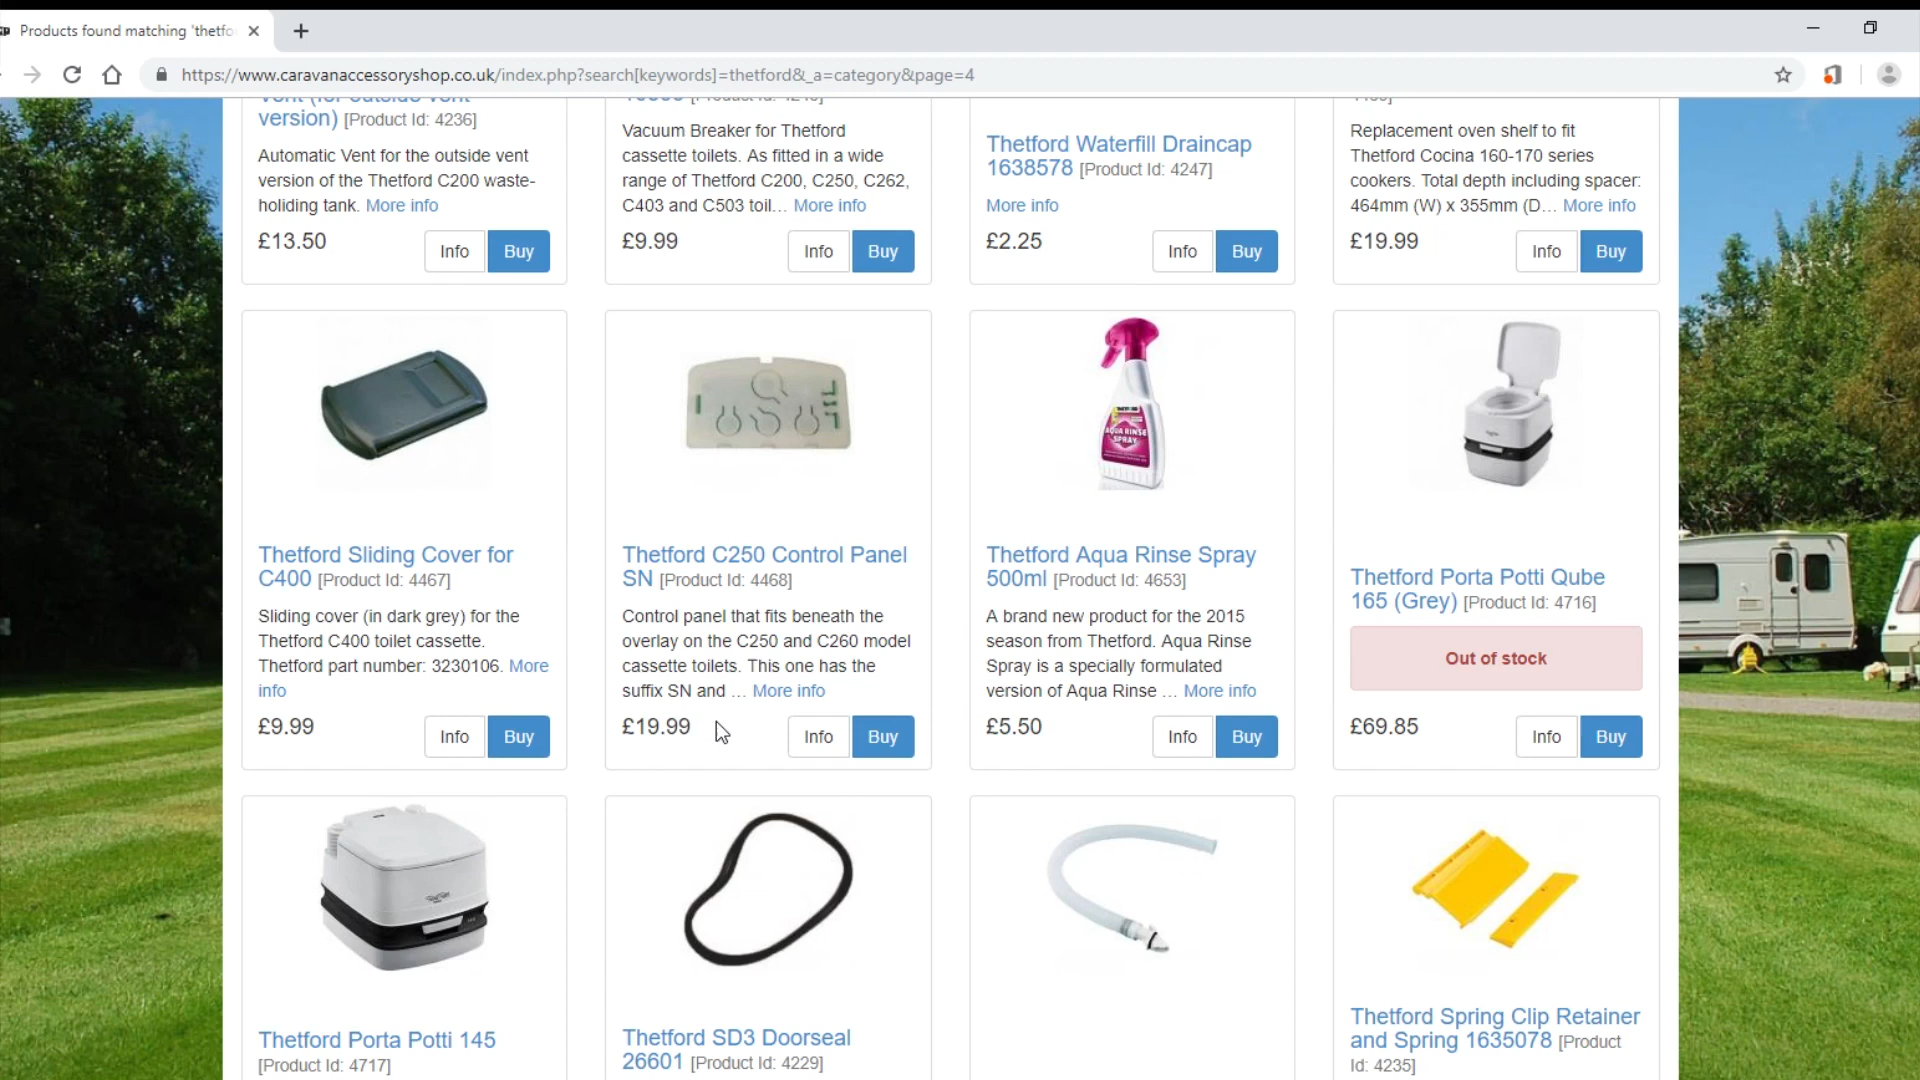 Products found matching 'thetfo
https://www.caravanaccessoryshop.co.uk/index.php?search[keywords]=thetford&_a=category&page=4
version) [Product Id: 4236]
Automatic Vent for the outside vent
version of the Thetford C200 waste-
holiding tank. More info
£13.50
Info
Buy
Vacuum Breaker for Thetford
cassette toilets. As fitted in a wide
range of Thetford C200, C250, C262,
C403 and C503 toil... More info
£9.99
Info
Buy
Thetford Waterfill Draincap
1638578 [Product Id: 4247]
More info
£2.25
Info
Buy
Replacement oven shelf to fit
Thetford Cocina 160-170 series
cookers. Total depth including spacer:
464mm (W) x 355mm (D... More info
£19.99
Info
Buy
Thetford Sliding Cover for
C400 [Product Id: 4467]
Sliding cover (in dark grey) for the
Thetford C400 toilet cassette.
Thetford part number: 3230106. More
info
£9.99
Info
Buy
Thetford C250 Control Panel
SN [Product Id: 4468]
Control panel that fits beneath the
overlay on the C250 and C260 model
cassette toilets. This one has the
suffix SN and ... More info
£19.99
Info
Buy
AQUA RINSE
SPRAY
Thetford Aqua Rinse Spray
500ml [Product Id: 4653]
A brand new product for the 2015
season from Thetford. Aqua Rinse
Spray is a specially formulated
version of Aqua Rinse ... More info
£5.50
Info
Buy
Thetford Porta Potti Qube
165 (Grey) [Product Id: 4716]
Out of stock
£69.85
Info
Buy
Thetford Porta Potti 145
[Product Id: 4717]
Thetford SD3 Doorseal
26601 [Product Id: 4229]
Thetford Spring Clip Retainer
and Spring 1635078 [Product
Id: 4235]